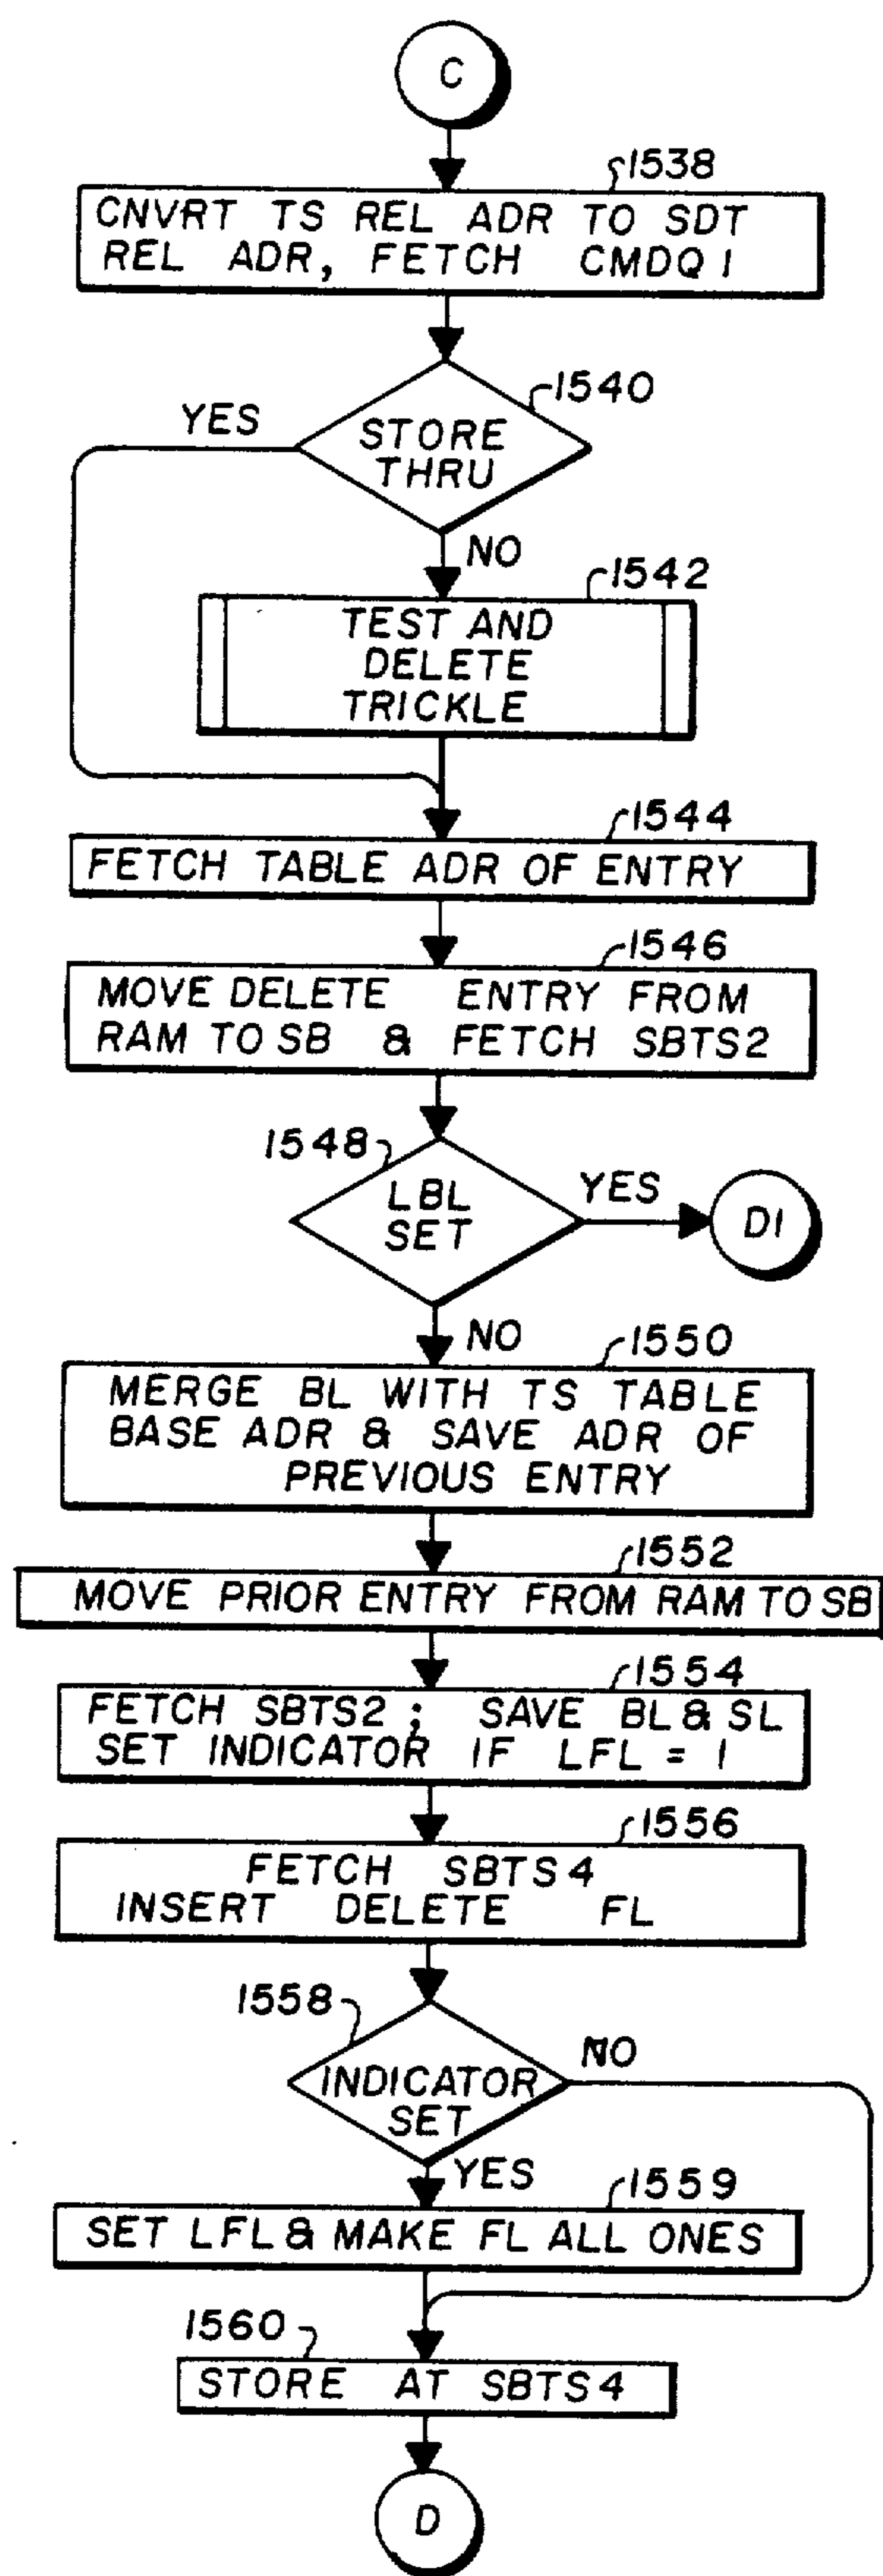 C
1538
CNVRT TS REL ADR TO SDT
REL ADR, FETCH CMDQ1
1540
YES
STORE
THRU
NO
1542
TEST AND
DELETE
TRICKLE
1544
FETCH TABLE ADR OF ENTRY
1546
MOVE DELETE ENTRY FROM
RAM TO SB & FETCH SBTS2
1548
LBL
SET
YES
D1
NO
1550
MERGE BL WITH TS TABLE
BASE ADR & SAVE ADR OF
PREVIOUS ENTRY
1552
MOVE PRIOR ENTRY FROM RAM TO SB
1554
FETCH SBTS2; SAVE BL & SL
SET INDICATOR IF LFL = 1
1556
FETCH SBTS4
INSERT DELETE FL
1558
INDICATOR
SET
NO
YES
1559
SET LFL & MAKE FL ALL ONES
1560
STORE AT SBTS4
D